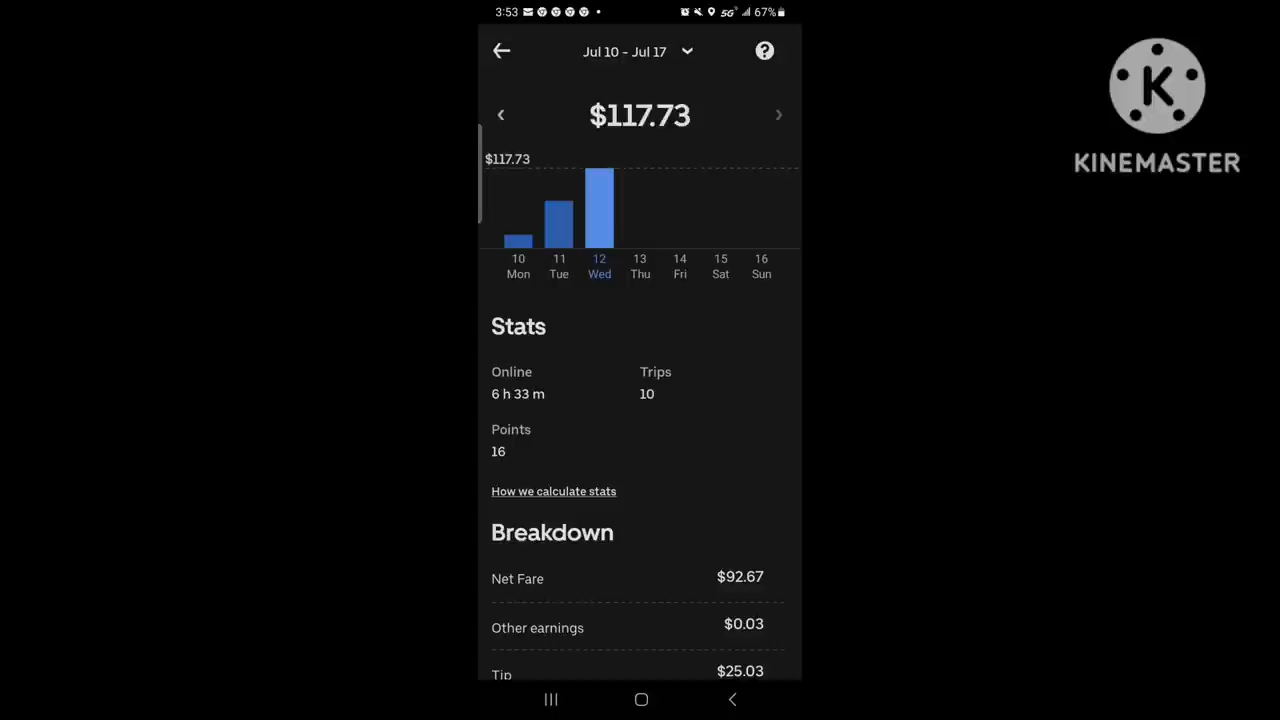 3:53 5G 67%
Jul 10 - Jul 17
?
$117.73
$117.73
10 11 12 13 14 15 16
Mon Tue Wed Thu Fri Sat Sun
Stats
Online Trips
6 h 33 m 10
Points
16
How we calculate stats
Breakdown
Net Fare $92.67
Other earnings $0.03
Tip $25.03
K
KINEMASTER